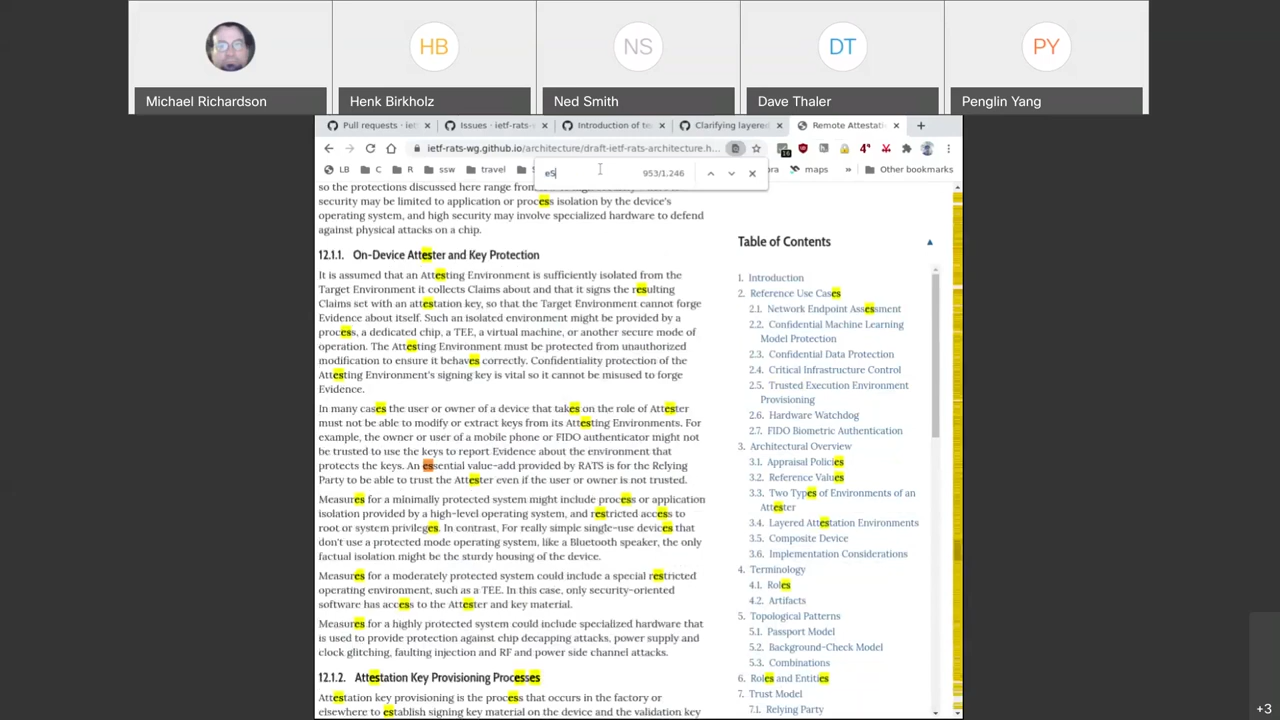 HB
NS
DT
PY
Michael Richardson
Henk Birkholz
Ned Smith
Dave Thaler
Penglin Yang
Pull requests · iet
Issues · ietf-rats-
Introduction of te
Clarifying layered
Remote Attestati
ietf-rats-wg.github.io/architecture/draft-ietf-rats-architecture.h...
LB
C
R
ssw
travel
maps
Other bookmarks
eS
953/1.246
so the protections discussed here range from
security may be limited to application or process isolation by the device's
operating system, and high security may involve specialized hardware to defend
against physical attacks on a chip.
12.1.1. On-Device Attester and Key Protection
It is assumed that an Attesting Environment is sufficiently isolated from the
Target Environment it collects Claims about and that it signs the resulting
Claims set with an attestation key, so that the Target Environment cannot forge
Evidence about itself. Such an isolated environment might be provided by a
process, a dedicated chip, a TEE, a virtual machine, or another secure mode of
operation. The Attesting Environment must be protected from unauthorized
modification to ensure it behaves correctly. Confidentiality protection of the
Attesting Environment's signing key is vital so it cannot be misused to forge
Evidence.
In many cases the user or owner of a device that takes on the role of Attester
must not be able to modify or extract keys from its Attesting Environments. For
example, the owner or user of a mobile phone or FIDO authenticator might not
be trusted to use the keys to report Evidence about the environment that
protects the keys. An essential value-add provided by RATS is for the Relying
Party to be able to trust the Attester even if the user or owner is not trusted.
Measures for a minimally protected system might include process or application
isolation provided by a high-level operating system, and restricted access to
root or system privileges. In contrast, For really simple single-use devices that
don't use a protected mode operating system, like a Bluetooth speaker, the only
factual isolation might be the sturdy housing of the device.
Measures for a moderately protected system could include a special restricted
operating environment, such as a TEE. In this case, only security-oriented
software has access to the Attester and key material.
Measures for a highly protected system could include specialized hardware that
is used to provide protection against chip decapping attacks, power supply and
clock glitching, faulting injection and RF and power side channel attacks.
12.1.2. Attestation Key Provisioning Processes
Attestation key provisioning is the process that occurs in the factory or
elsewhere to establish signing key material on the device and the validation key
Table of Contents
1. Introduction
2. Reference Use Cases
2.1. Network Endpoint Assessment
2.2. Confidential Machine Learning
Model Protection
2.3. Confidential Data Protection
2.4. Critical Infrastructure Control
2.5. Trusted Execution Environment
Provisioning
2.6. Hardware Watchdog
2.7. FIDO Biometric Authentication
3. Architectural Overview
3.1. Appraisal Policies
3.2. Reference Values
3.3. Two Types of Environments of an
Attester
3.4. Layered Attestation Environments
3.5. Composite Device
3.6. Implementation Considerations
4. Terminology
4.1. Roles
4.2. Artifacts
5. Topological Patterns
5.1. Passport Model
5.2. Background-Check Model
5.3. Combinations
6. Roles and Entities
7. Trust Model
7.1. Relying Party
+3